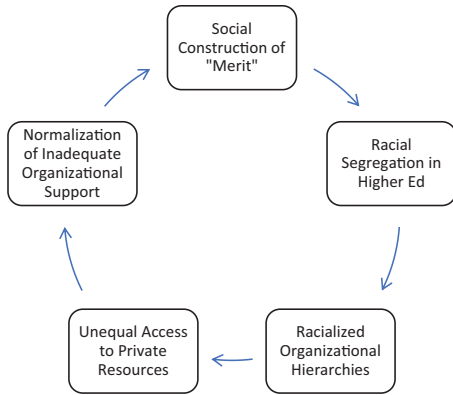 Social
Construction of
"Merit"
Racial
Segregation in
Higher Ed
Racialized
Organizational
Hierarchies
Unequal Access
to Private
Resources
Normalization
of Inadequate
Organizational
Support